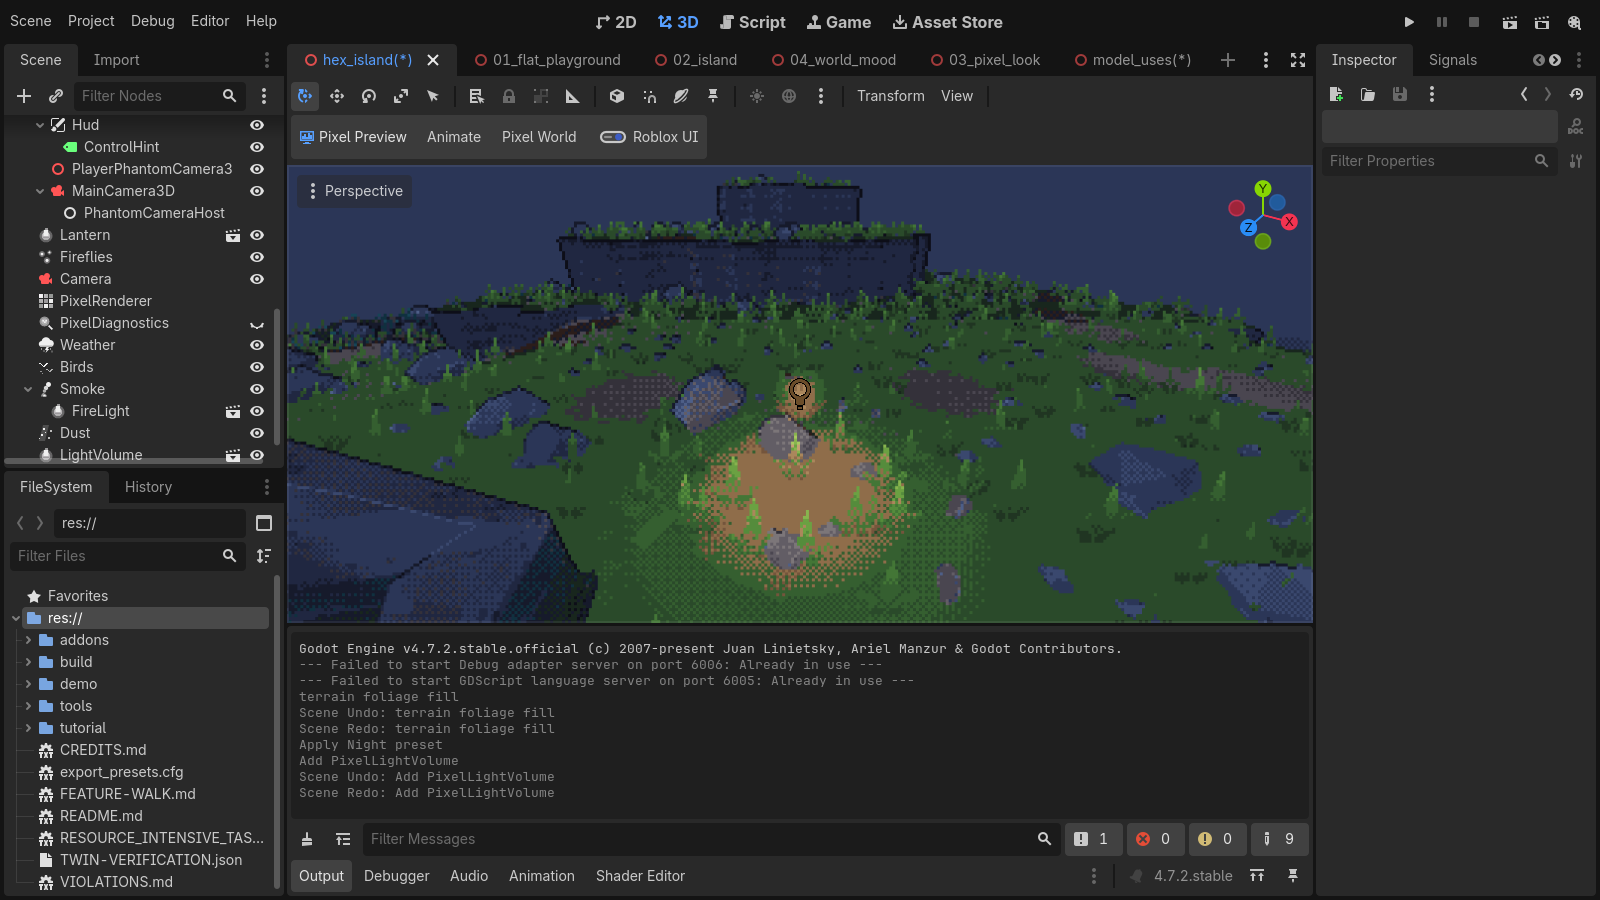 Scene Project Debug Editor Help
2D 3D Script Game Asset Store
Scene Import
hex_island(*) 01_flat_playground 02_island 04_world_mood 03_pixel_look model_uses(*)
Inspector Signals
Filter Nodes
Transform View
Pixel Preview Animate Pixel World Roblox UI
Perspective
Y
X
Z
DOC
Filter Properties
Hud
ControlHint
PlayerPhantomCamera3
MainCamera3D
PhantomCameraHost
Lantern
Fireflies
Camera
PixelRenderer
PixelDiagnostics
Weather
Birds
Smoke
FireLight
Dust
LightVolume
FileSystem History
res://
Filter Files
Favorites
res://
addons
build
demo
tools
tutorial
CREDITS.md
export_presets.cfg
FEATURE-WALK.md
README.md
RESOURCE_INTENSIVE_TAS...
TWIN-VERIFICATION.json
VIOLATIONS.md
Godot Engine v4.7.2.stable.official (c) 2007-present Juan Linietsky, Ariel Manzur & Godot Contributors.
--- Failed to start Debug adapter server on port 6006: Already in use ---
--- Failed to start GDScript language server on port 6005: Already in use ---
terrain foliage fill
Scene Undo: terrain foliage fill
Scene Redo: terrain foliage fill
Apply Night preset
Add PixelLightVolume
Scene Undo: Add PixelLightVolume
Scene Redo: Add PixelLightVolume
Filter Messages
1 0 0 9
Output Debugger Audio Animation Shader Editor
4.7.2.stable